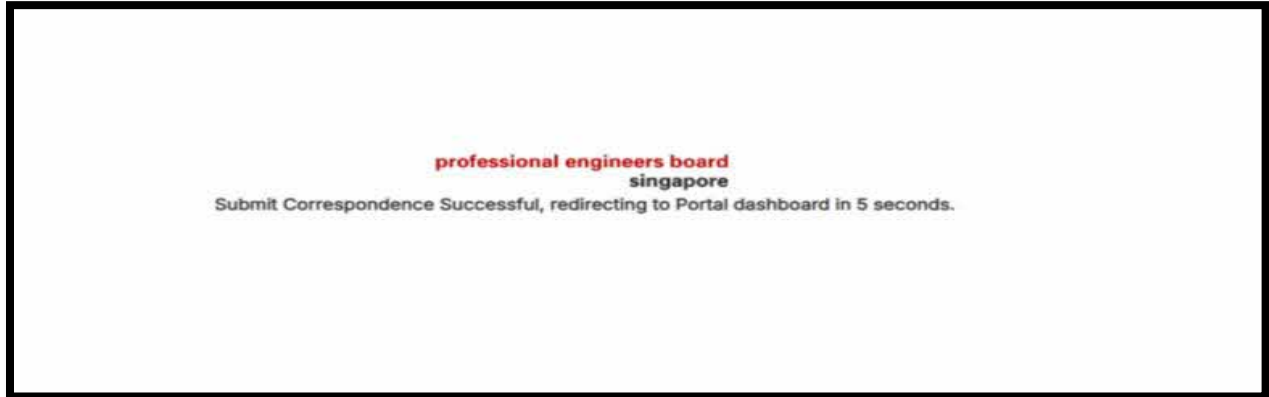 professional engineers board
singapore
Submit Correspondence Successful, redirecting to Portal dashboard in 5 seconds.